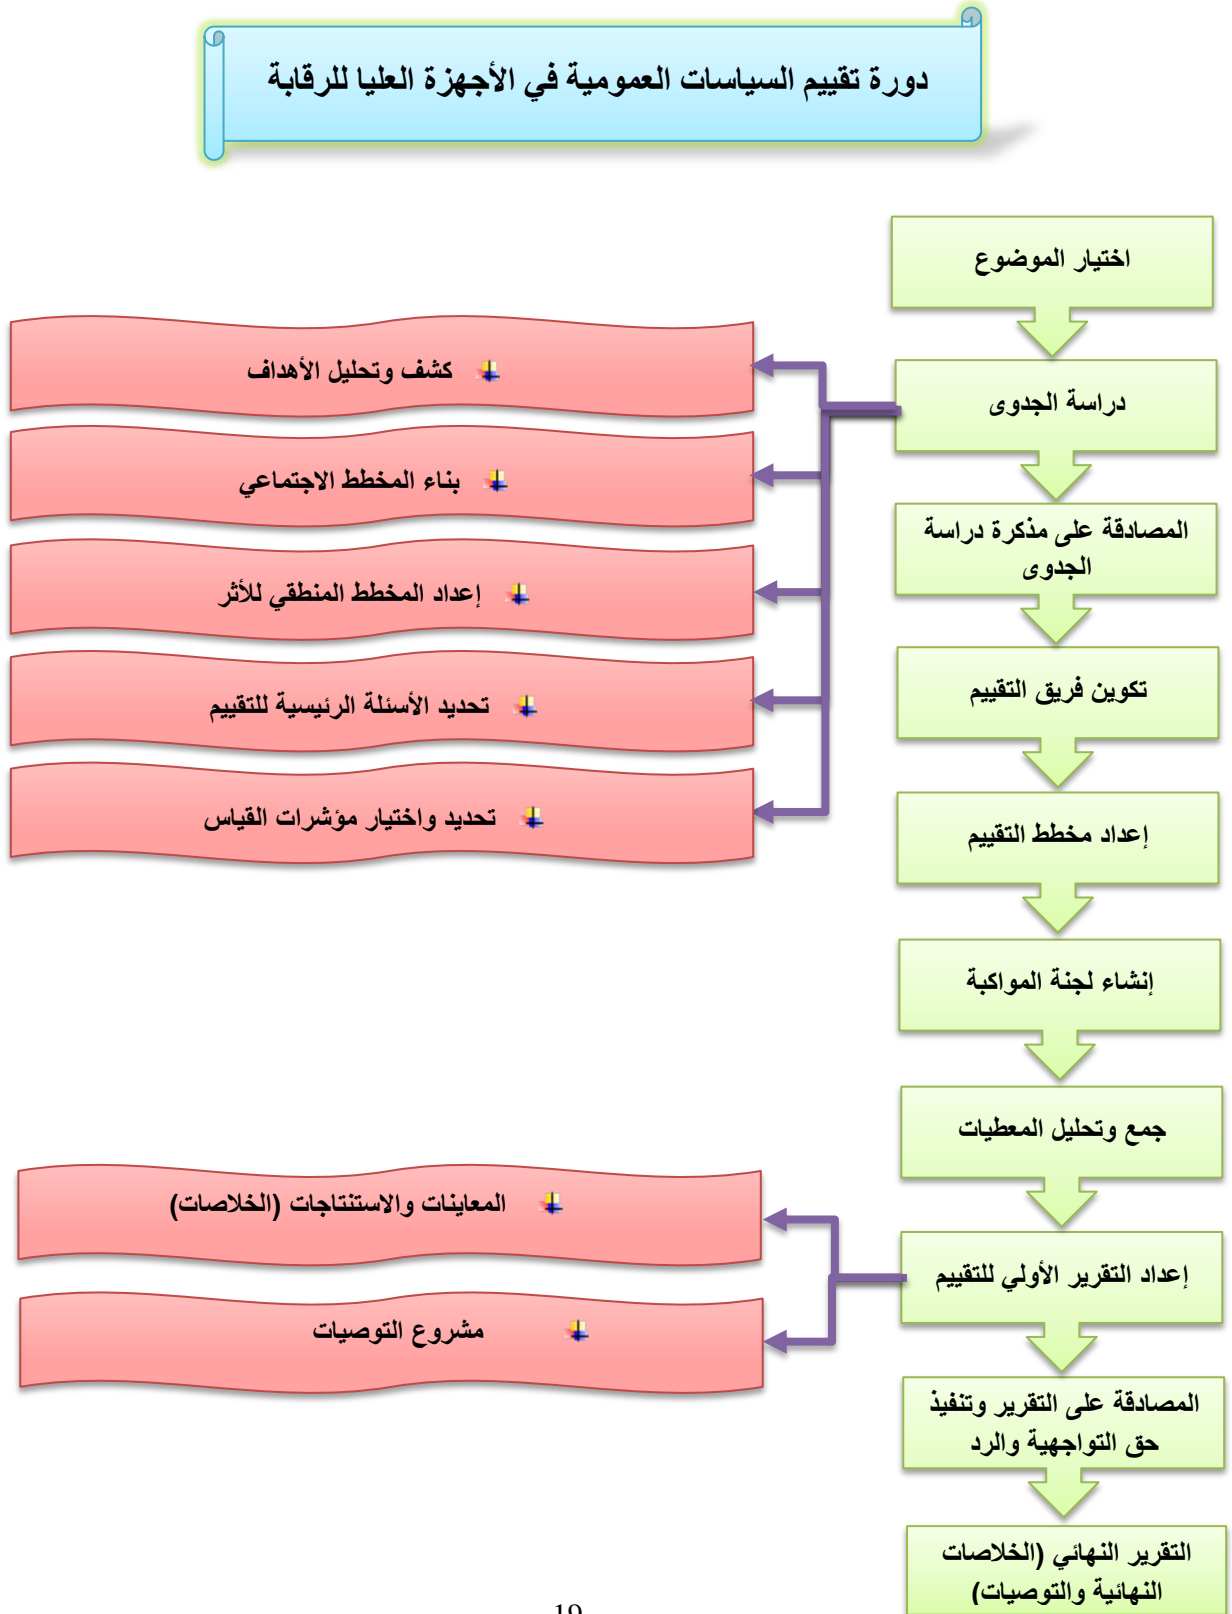 دورة تقييم السياسات العمومية في الأجهزة العليا للرقابة
اختيار الموضوع
دراسة الجدوى
كشف وتحليل الأهداف
بناء المخطط الاجتماعي
إعداد المخطط المنطقي للأثر
تحديد الأسئلة الرئيسية للتقييم
تحديد واختيار مؤشرات القياس
المصادقة على مذكرة دراسة
الجدوى
تكوين فريق التقييم
إعداد مخطط التقييم
إنشاء لجنة المواكبة
جمع وتحليل المعطيات
إعداد التقرير الأولي للتقييم
المعاينات والاستنتاجات (الخلاصات)
مشروع التوصيات
المصادقة على التقرير وتنفيذ
حق التواجهية والرد
التقرير النهائي (الخلاصات
النهائية والتوصيات)
19